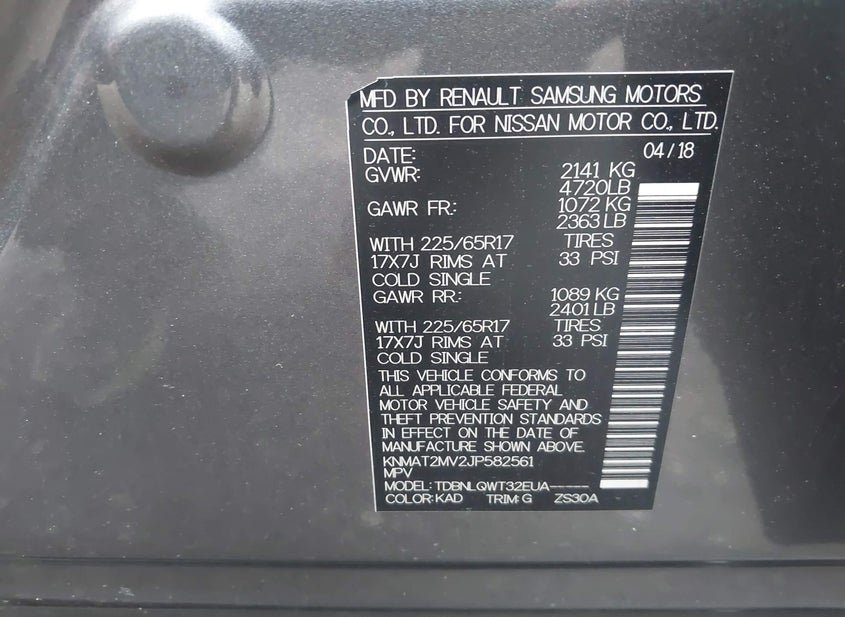 MFD BY RENAULT SAMSUNG MOTORS
CO., LTD. FOR NISSAN MOTOR CO., LTD.
DATE: 04/18
GVWR: 2141 KG
4720LB
GAWR FR.: 1072 KG
2363 LB
WITH 225/65R17 TIRES
17X7J RIMS AT 33 PSI
COLD SINGLE
GAWR RR.: 1089 KG
2401 LB
WITH 225/65R17 TIRES
17X7J RIMS AT 33 PSI
COLD SINGLE
THIS VEHICLE CONFORMS TO
ALL APPLICABLE FEDERAL
MOTOR VEHICLE SAFETY AND
THEFT PREVENTION STANDARDS
IN EFFECT ON THE DATE OF
MANUFACTURE SHOWN ABOVE.
KNMAT2MV2JP582561
MPV
MODEL: TDBNLQWT32EUA-----
COLOR: KAD TRIM: G ZS30A